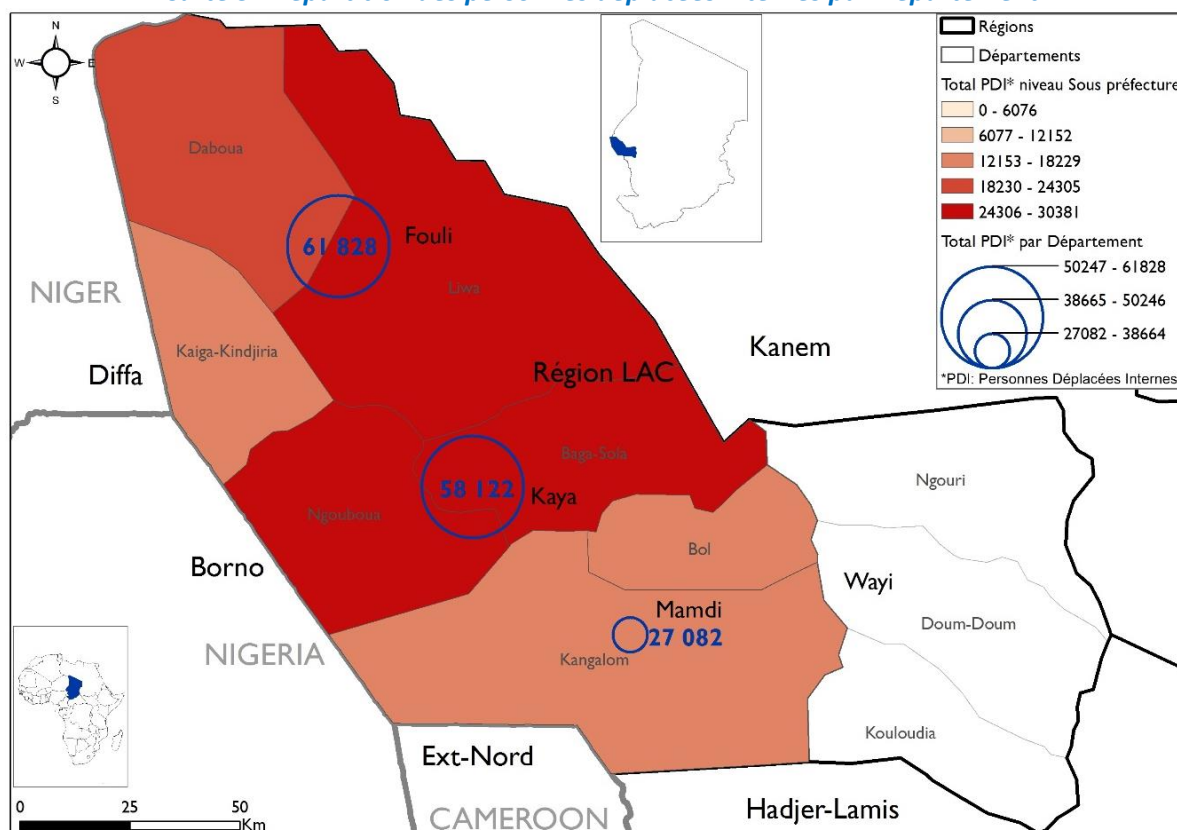 N
W E
S
Daboua
61 828
Fouli
Liwa
NIGER
Kaiga-Kindjiria
Diffa
Région LAC
Kanem
Baga-Sola
58 122
Kaya
Ngouboua
Ngouri
Bol
Borno
Wayi
Mamdi
27 082
Doum-Doum
NIGERIA
Kangalom
Kouloudia
Ext-Nord
CAMEROON
Hadjer-Lamis
0 25 50
Km
Régions
Départements
Total PDI* niveau Sous préfecture
0 - 6076
6077 - 12152
12153 - 18229
18230 - 24305
24306 - 30381
Total PDI* par Département
50247 - 61828
38665 - 50246
27082 - 38664
*PDI: Personnes Déplacées Internes